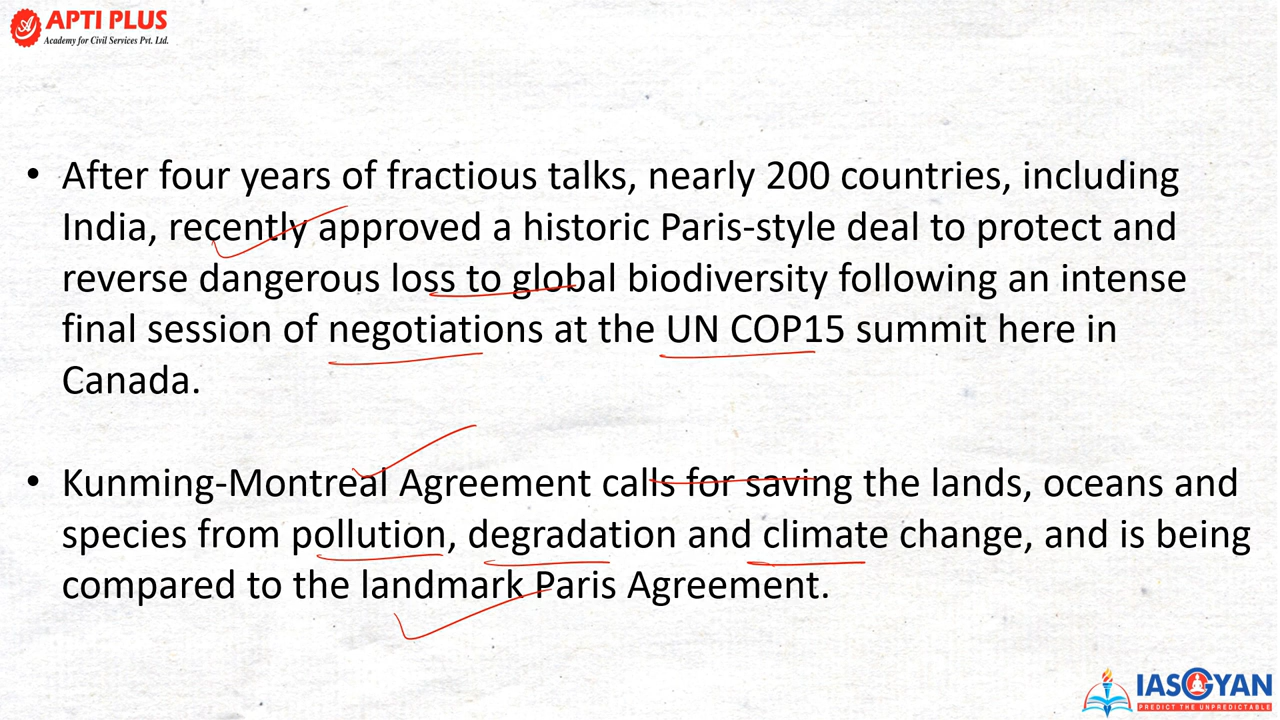 APTI PLUS
Academy for Civil Services Pvt. Ltd.
• After four years of fractious talks, nearly 200 countries, including
India, recently approved a historic Paris-style deal to protect and
reverse dangerous loss to global biodiversity following an intense
final session of negotiations at the UN COP15 summit here in
Canada.
• Kunming-Montreal Agreement calls for saving the lands, oceans and
species from pollution, degradation and climate change, and is being
compared to the landmark Paris Agreement.
IASGYAN
PREDICT THE UNPREDICTABLE